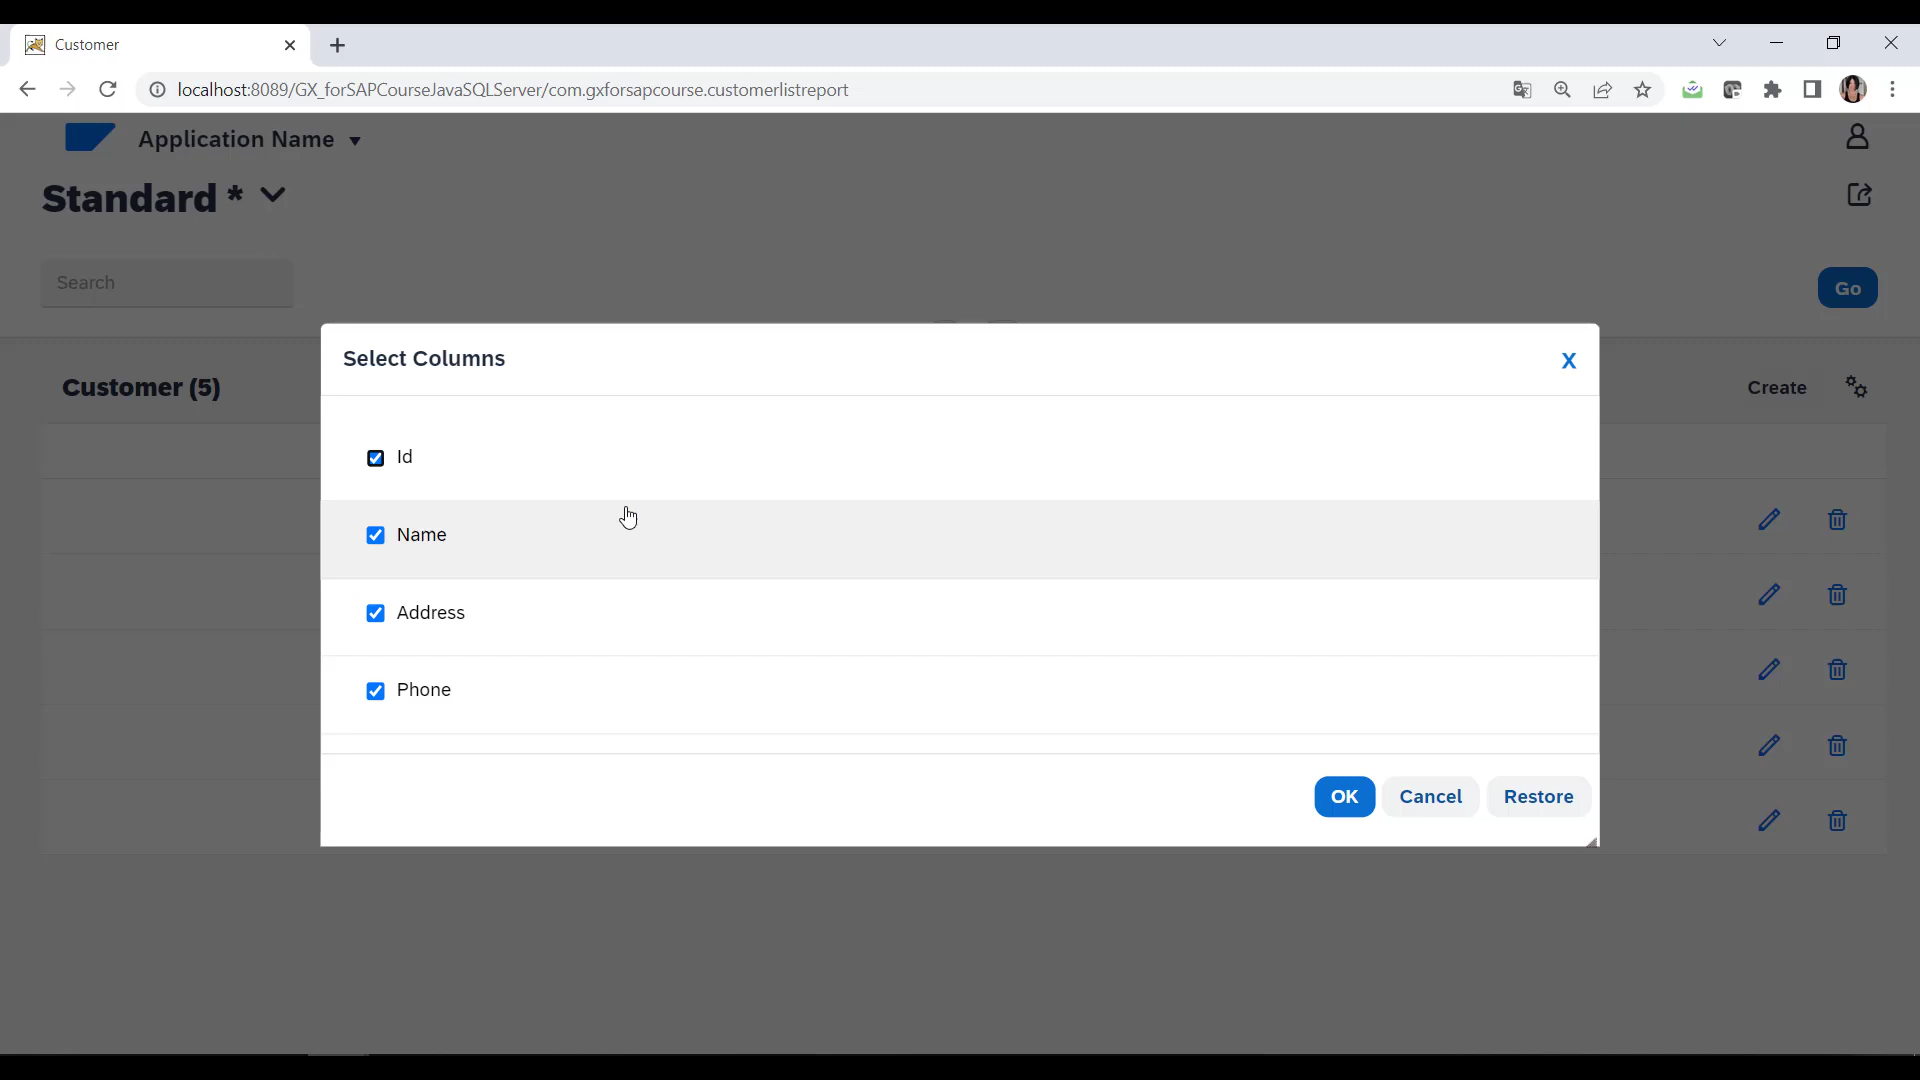 Customer
localhost:8089/GX_forSAPCourseJavaSQLServer/com.gxforsapcourse.customerlistreport
Application Name
Standard *
Search
Go
Select Columns
X
Customer (5)
Create
Id
Name
Address
Phone
OK
Cancel
Restore